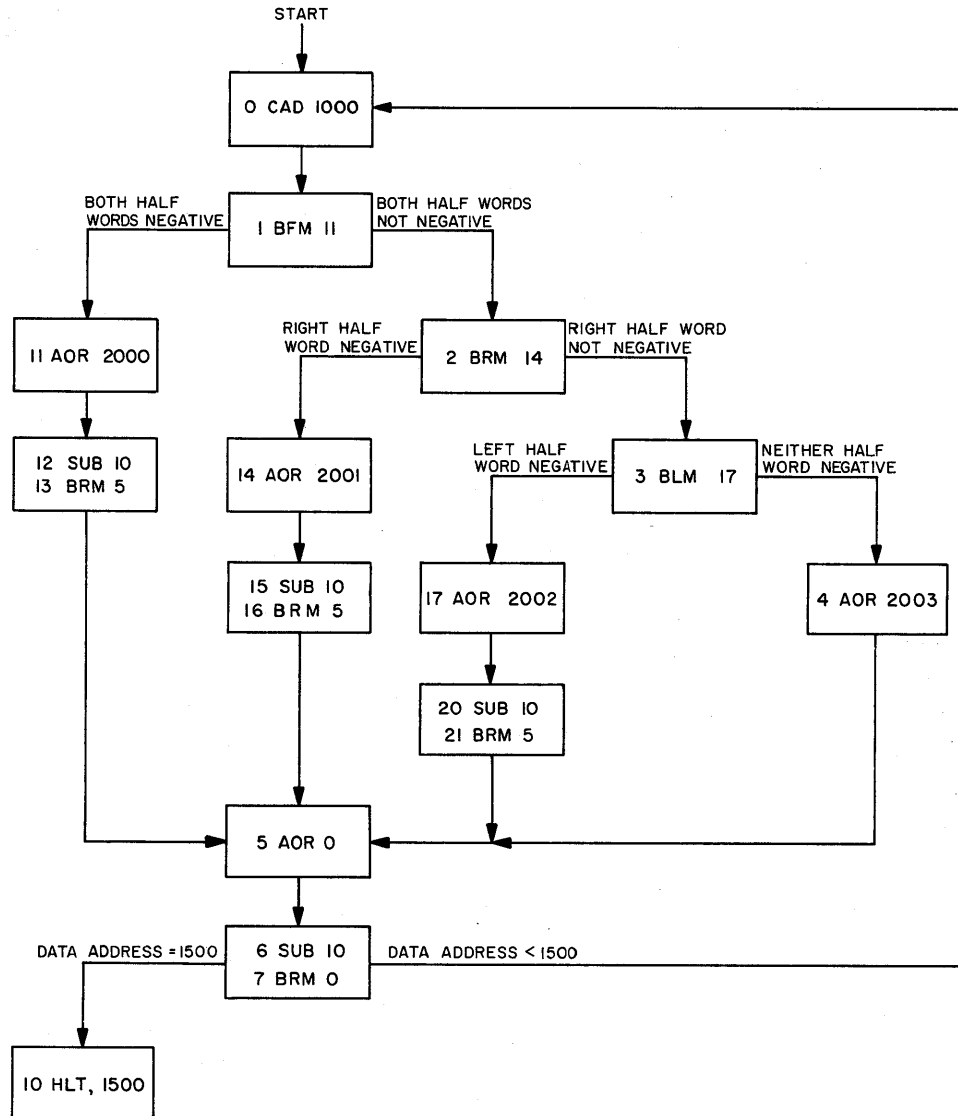 START
0 CAD 1000
BOTH HALF
WORDS NEGATIVE
BOTH HALF WORDS
NOT NEGATIVE
1 BFM 11
RIGHT HALF
WORD NEGATIVE
RIGHT HALF WORD
NOT NEGATIVE
11 AOR 2000
2 BRM 14
LEFT HALF
WORD NEGATIVE
NEITHER HALF
WORD NEGATIVE
12 SUB 10
13 BRM 5
14 AOR 2001
3 BLM 17
15 SUB 10
16 BRM 5
17 AOR 2002
4 AOR 2003
20 SUB 10
21 BRM 5
5 AOR 0
DATA ADDRESS = 1500
6 SUB 10
7 BRM 0
DATA ADDRESS < 1500
10 HLT, 1500